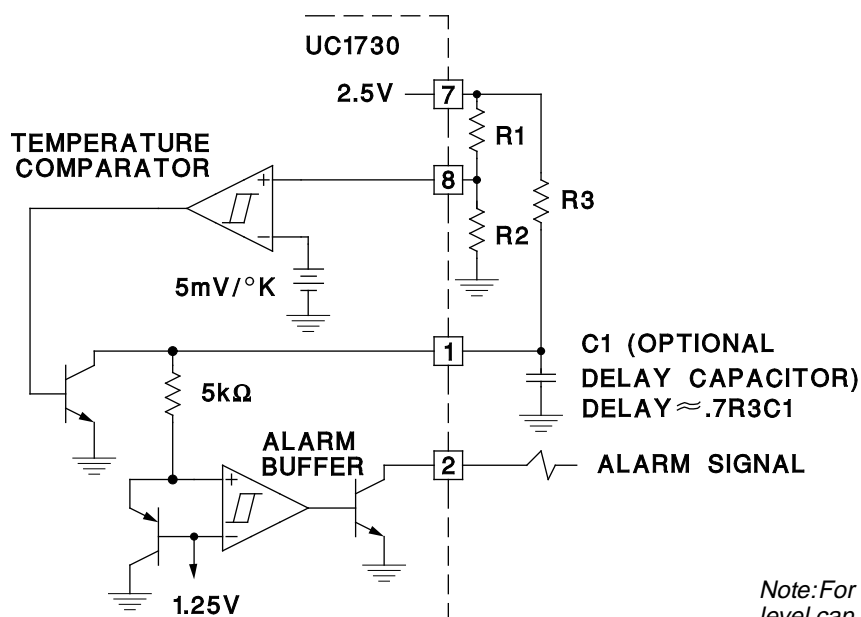 UC1730
2.5V
7
R1
TEMPERATURE
COMPARATOR
+
8
R3
R2
−
5mV/°K
1
C1 (OPTIONAL
DELAY CAPACITOR)
DELAY≈.7R3C1
5kΩ
ALARM
BUFFER
2
ALARM SIGNAL
+
−
1.25V
Note:For